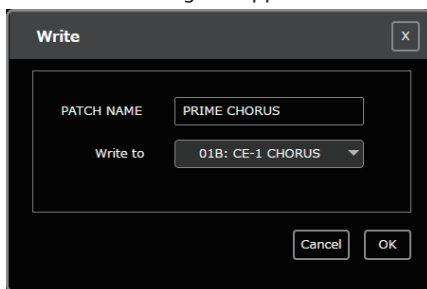 Write
X
PATCH NAME PRIME CHORUS
Write to 01B: CE-1 CHORUS
Cancel OK